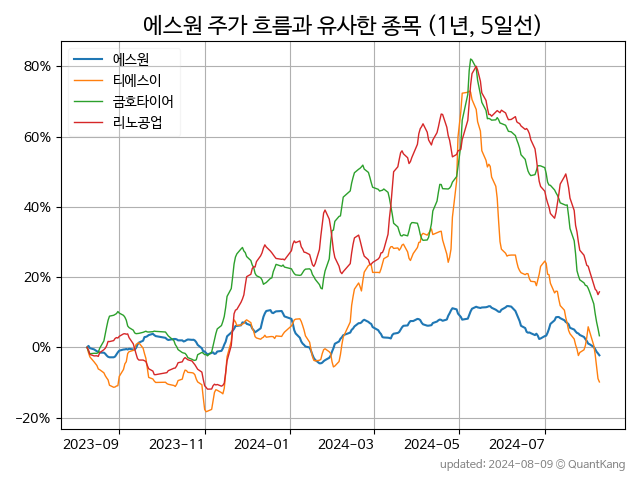 에스원 주가 흐름과 유사한 종목 (1년, 5일선)
에스원
티에스이
금호타이어
리노공업
80%
60%
40%
20%
0%
−20%
2023-09 2023-11 2024-01 2024-03 2024-05 2024-07
updated: 2024-08-09 © QuantKang